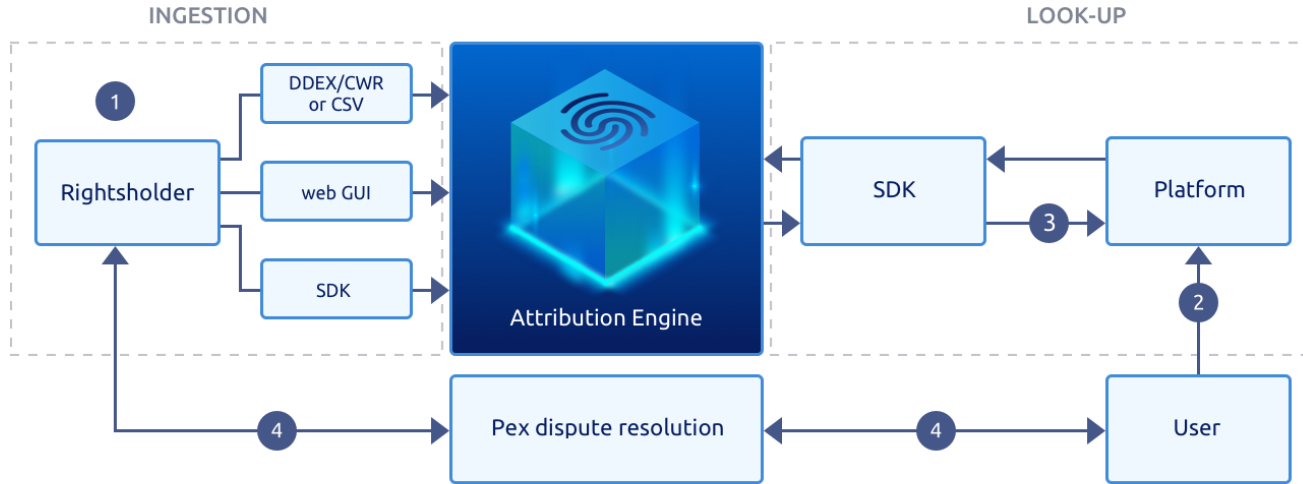 INGESTION
LOOK-UP
1
DDEX/CWR
or CSV
Rightsholder
web GUI
SDK
Attribution Engine
SDK
3
Platform
2
4
Pex dispute resolution
4
User